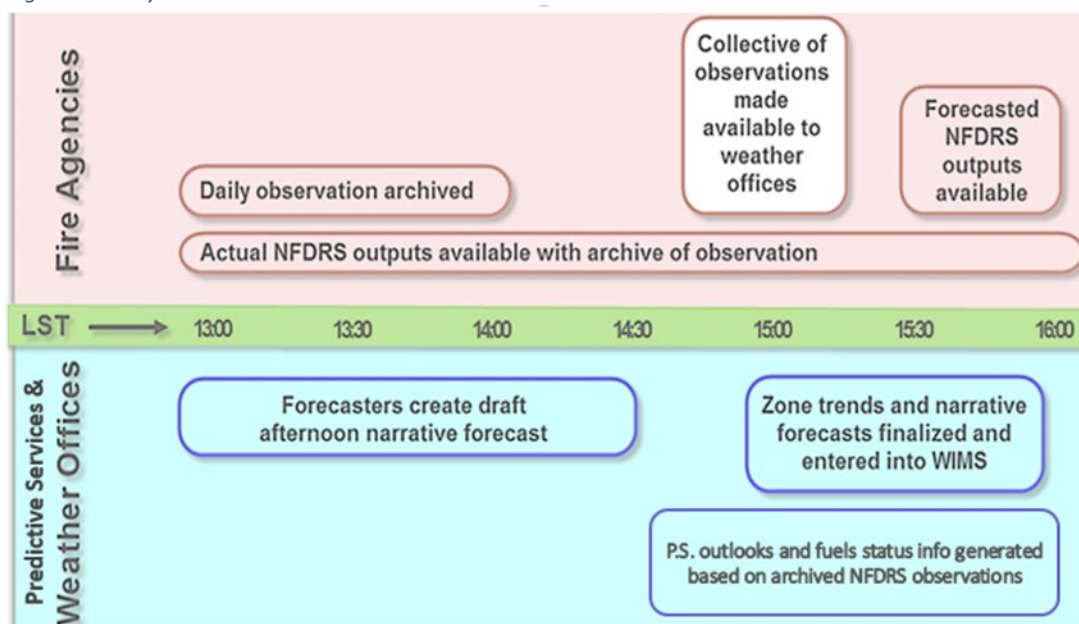 Fire Agencies
Collective of
observations
made
available to
weather
offices
Forecasted
NFDRS
outputs
available
Daily observation archived
Actual NFDRS outputs available with archive of observation
LST
13:00 13:30 14:00 14:30 15:00 15:30 16:00
Predictive Services &
Weather Offices
Forecasters create draft
afternoon narrative forecast
Zone trends and narrative
forecasts finalized and
entered into WIMS
P.S. outlooks and fuels status info generated
based on archived NFDRS observations